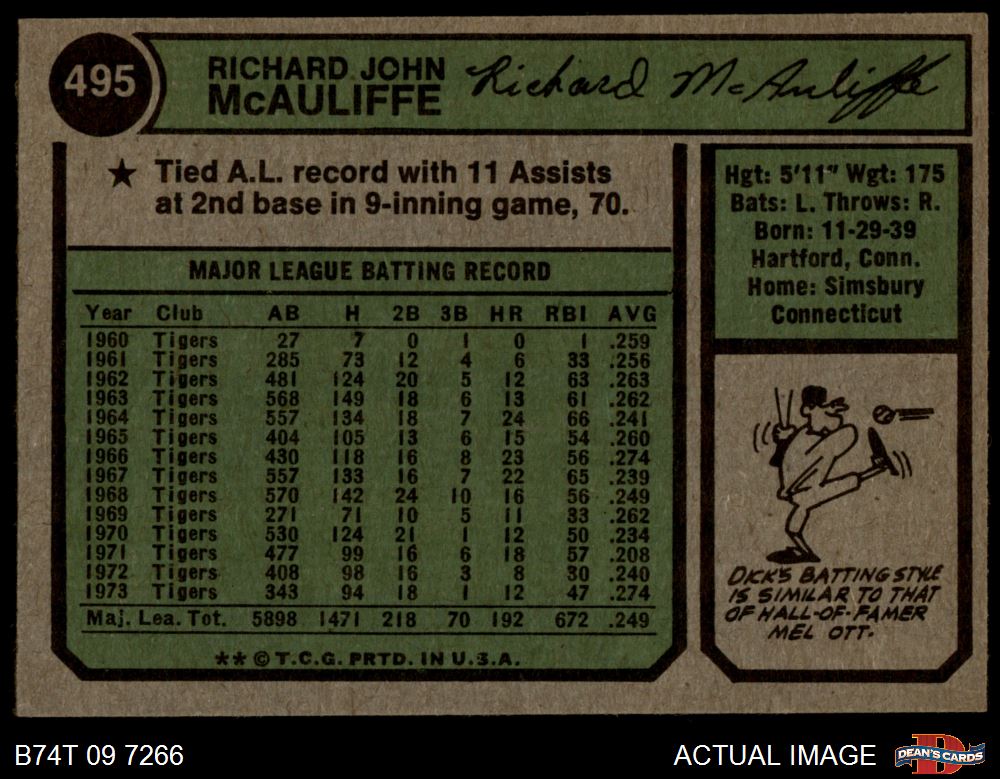 495
RICHARD JOHN
McAULIFFE
Richard McAuliffe
★ Tied A.L. record with 11 Assists
at 2nd base in 9-inning game, 70.
MAJOR LEAGUE BATTING RECORD
Year Club AB H 2B 3B HR RBI AVG
1960 Tigers 27 7 0 1 0 1 .259
1961 Tigers 285 73 12 4 6 33 .256
1962 Tigers 481 124 20 5 12 63 .263
1963 Tigers 568 149 18 6 13 61 .262
1964 Tigers 557 134 18 7 24 66 .241
1965 Tigers 404 105 13 6 15 54 .260
1966 Tigers 430 118 16 8 23 56 .274
1967 Tigers 557 133 16 7 22 65 .239
1968 Tigers 570 142 24 10 16 56 .249
1969 Tigers 271 71 10 5 11 33 .262
1970 Tigers 530 124 21 1 12 50 .234
1971 Tigers 477 99 16 6 18 57 .208
1972 Tigers 408 98 16 3 8 30 .240
1973 Tigers 343 94 18 1 12 47 .274
Maj. Lea. Tot. 5898 1471 218 70 192 672 .249
** © T.C.G. PRTD. IN U.S.A.
Hgt: 5'11" Wgt: 175
Bats: L. Throws: R.
Born: 11-29-39
Hartford, Conn.
Home: Simsbury
Connecticut
DICK'S BATTING STYLE
IS SIMILAR TO THAT
OF HALL-OF-FAMER
MEL OTT.
B74T 09 7266
ACTUAL IMAGE
DEAN'S CARDS